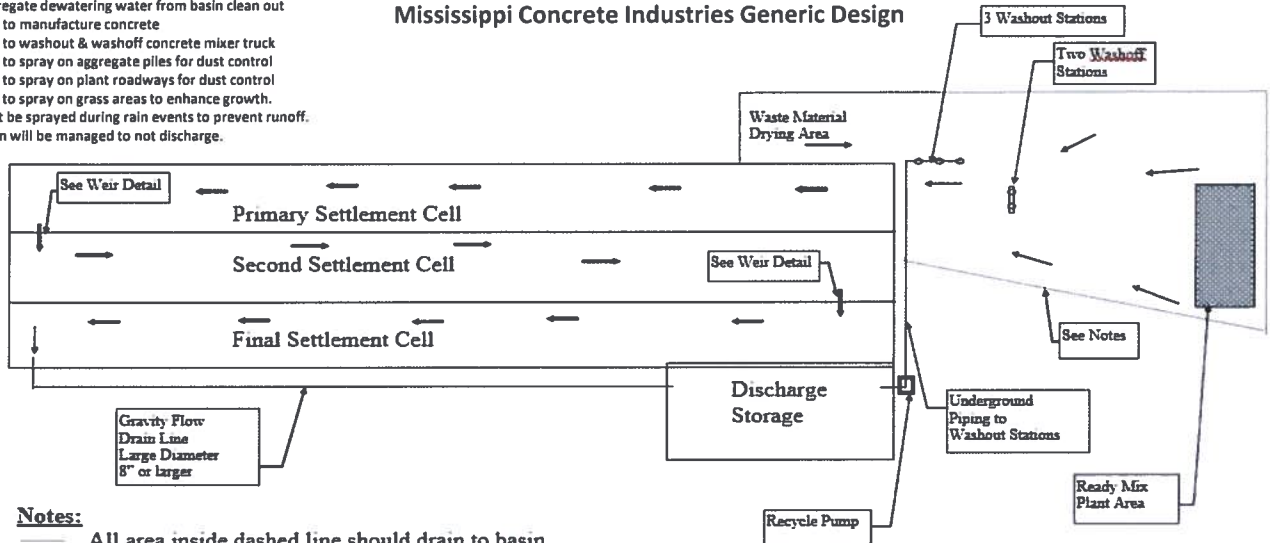 Mississippi Concrete Industries Generic Design
dewatering water from basin clean out
to manufacture concrete
to washout & washoff concrete mixer truck
to spray on aggregate piles for dust control
to spray on plant roadways for dust control
to spray on grass areas to enhance growth.
be sprayed during rain events to prevent runoff.
will be managed to not discharge.
3 Washout Stations
Two Washoff
Stations
Waste Material
Drying Area
See Weir Detail
Primary Settlement Cell
Second Settlement Cell
See Weir Detail
Final Settlement Cell
See Notes
Discharge
Storage
Gravity Flow
Drain Line
Large Diameter
8" or larger
Underground
Piping to
Washout Stations
Ready Mix
Plant Area
Recycle Pump
Notes:
All area inside dashed line should drain to basin